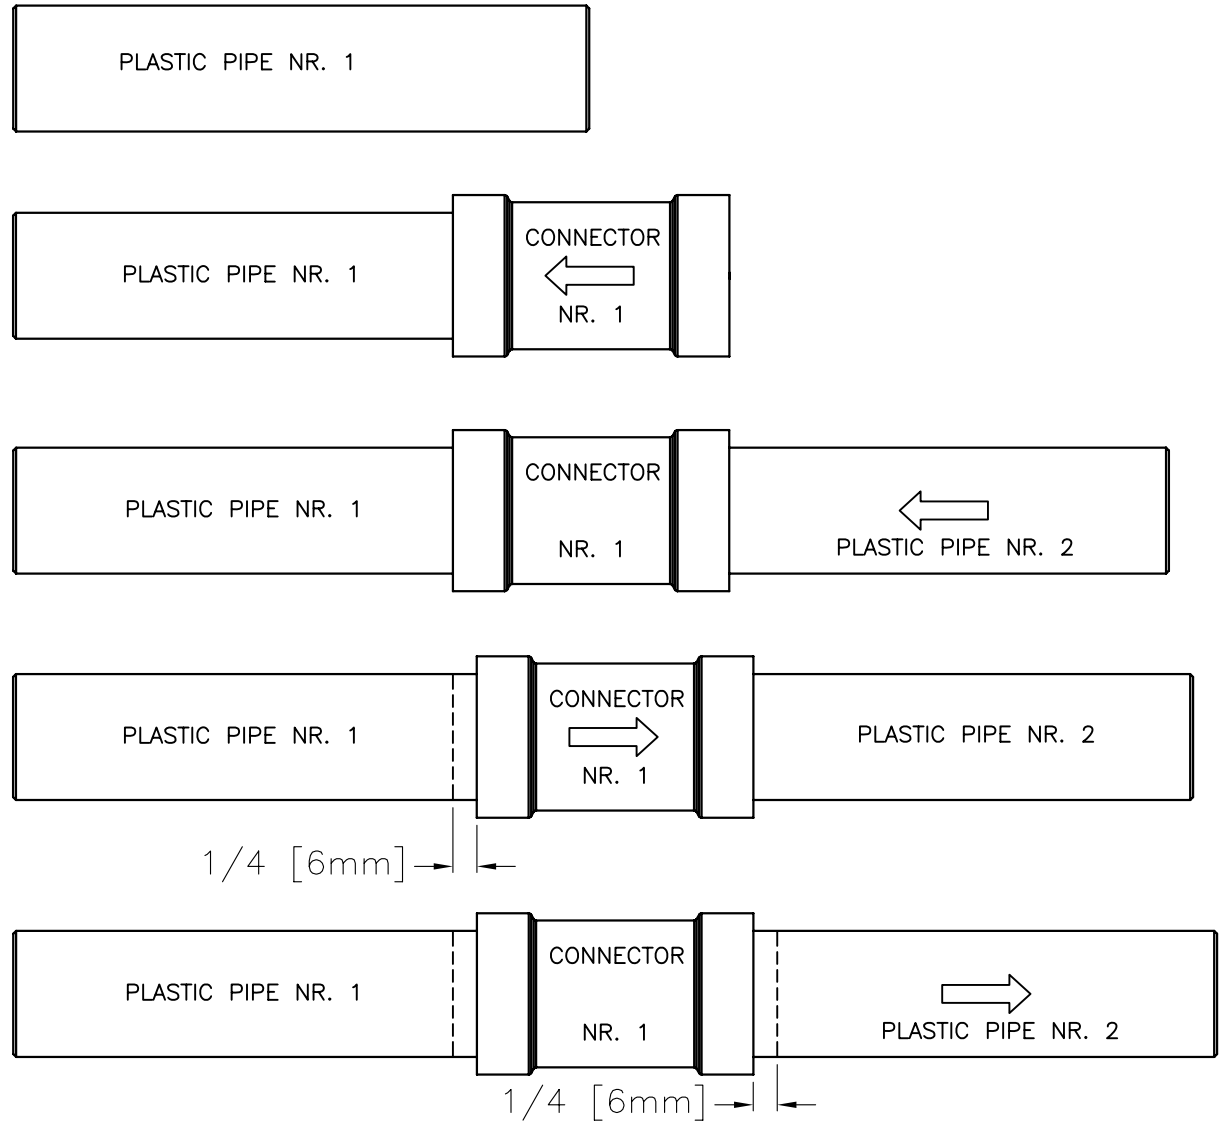 PLASTIC PIPE NR. 1
PLASTIC PIPE NR. 1
CONNECTOR
NR. 1
PLASTIC PIPE NR. 1
CONNECTOR
NR. 1
PLASTIC PIPE NR. 2
PLASTIC PIPE NR. 1
CONNECTOR
NR. 1
PLASTIC PIPE NR. 2
1/4 [6mm]
PLASTIC PIPE NR. 1
CONNECTOR
NR. 1
PLASTIC PIPE NR. 2
1/4 [6mm]